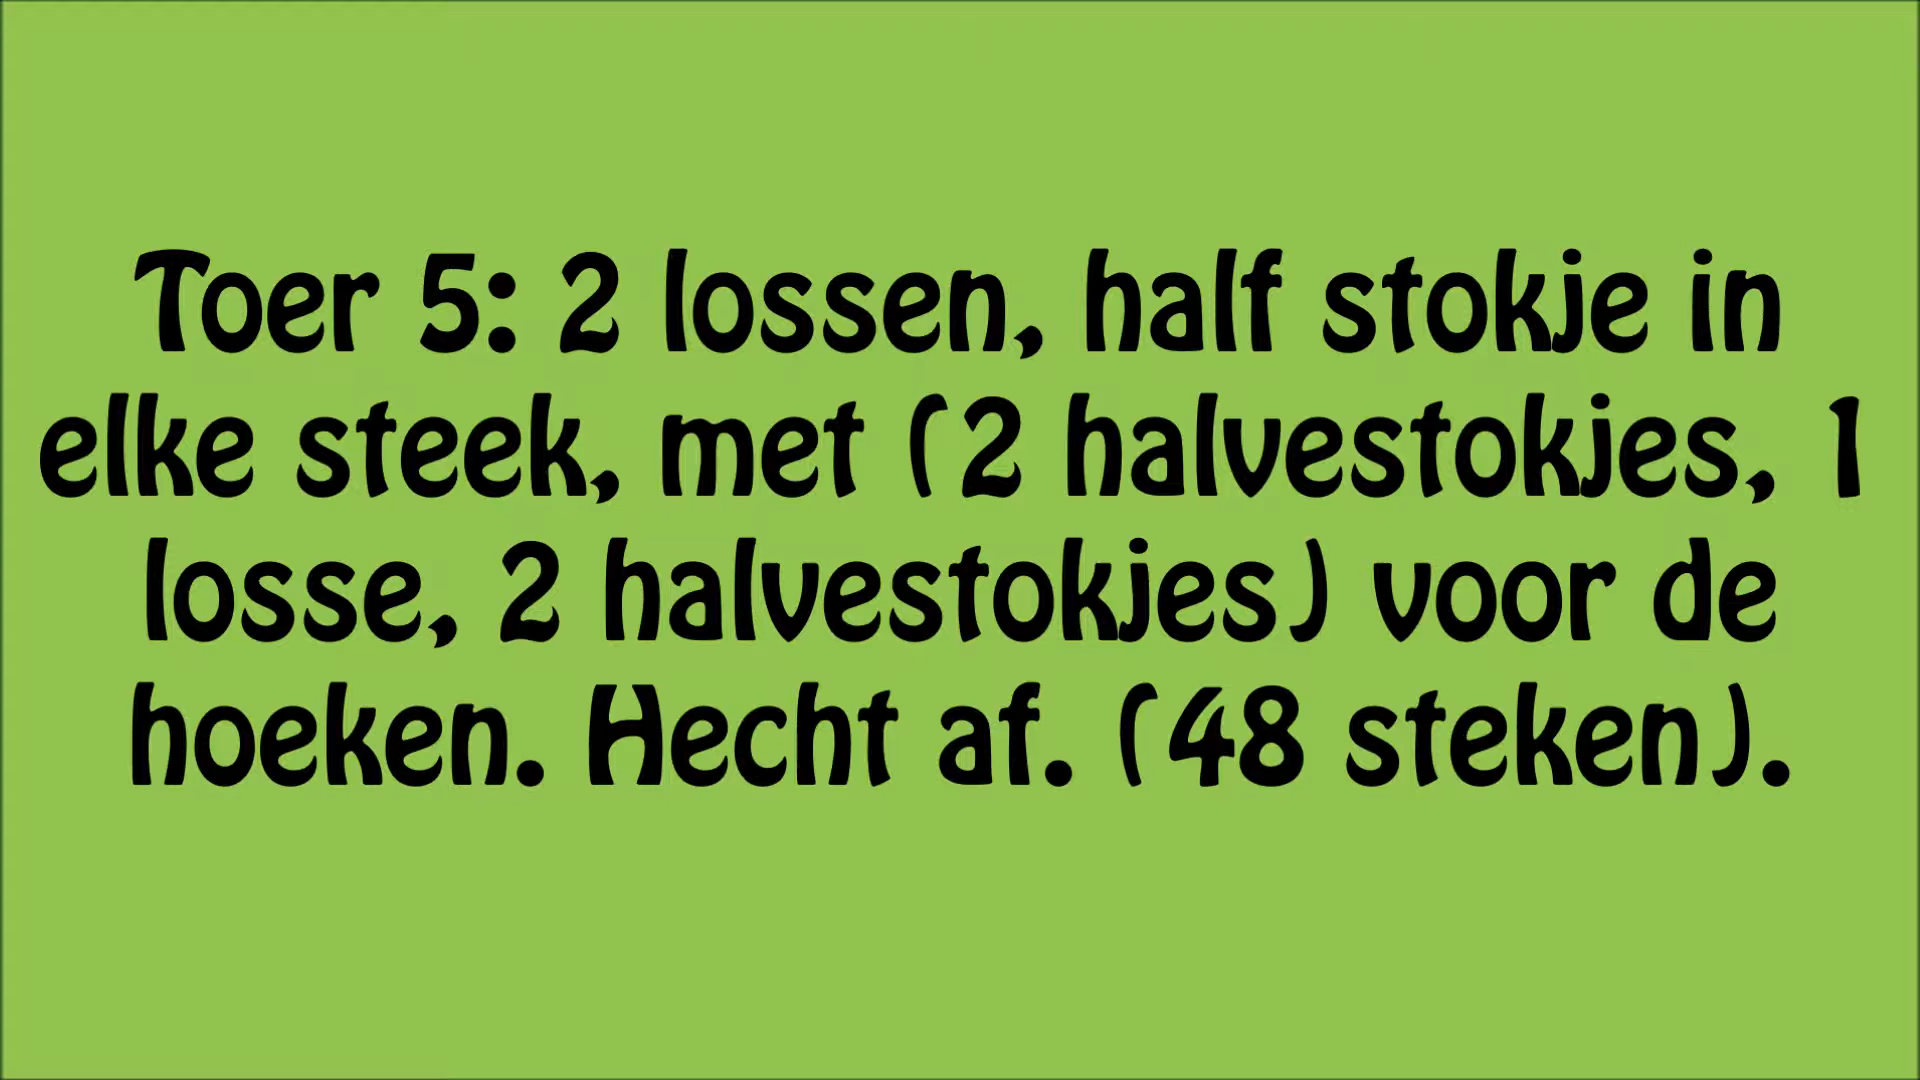 Toer 5: 2 lossen, half stokje in
elke steek, met (2 halvestokjes, 1
losse, 2 halvestokjes) voor de
hoeken. Hecht af. (48 steken).